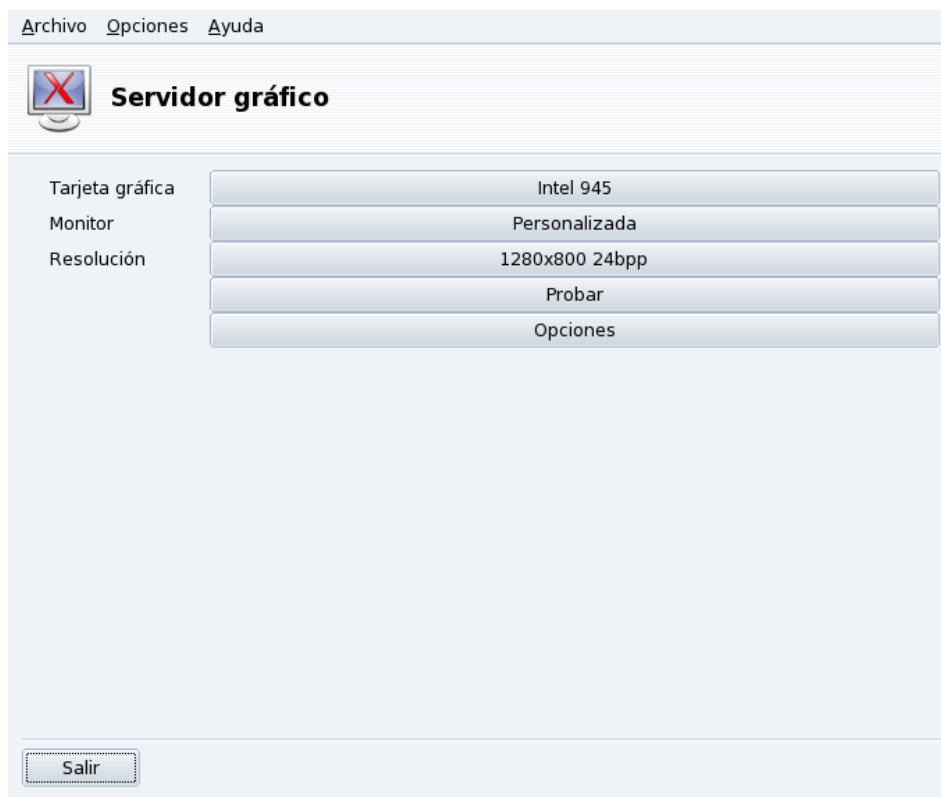 Archivo Opciones Ayuda
Servidor gráfico
Tarjeta gráfica Intel 945
Monitor Personalizada
Resolución 1280x800 24bpp
Probar
Opciones
Salir